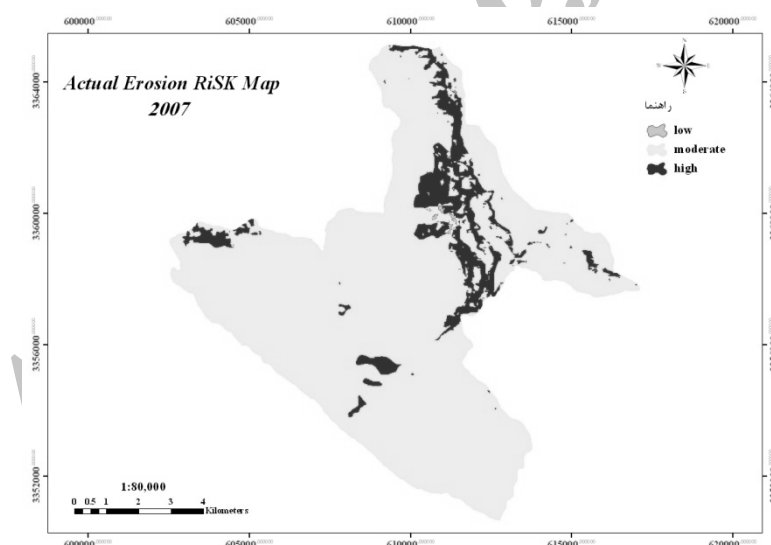 600000 605000 610000 615000 620000
Actual Erosion RiSK Map
2007
راهنما
low
moderate
high
3364000
3360000
3356000
3352000
1:80,000
0 0.5 1 2 3 4
Kilometers
600000 605000 610000 615000 620000